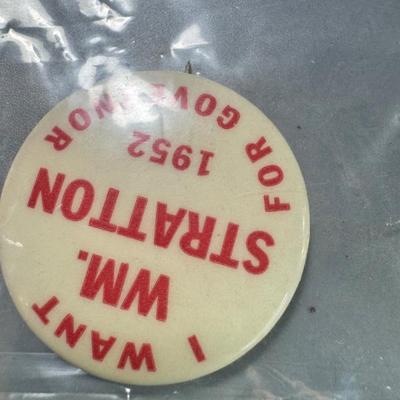 I WANT
WM.
STRATTON
1952
FOR GOVERNOR